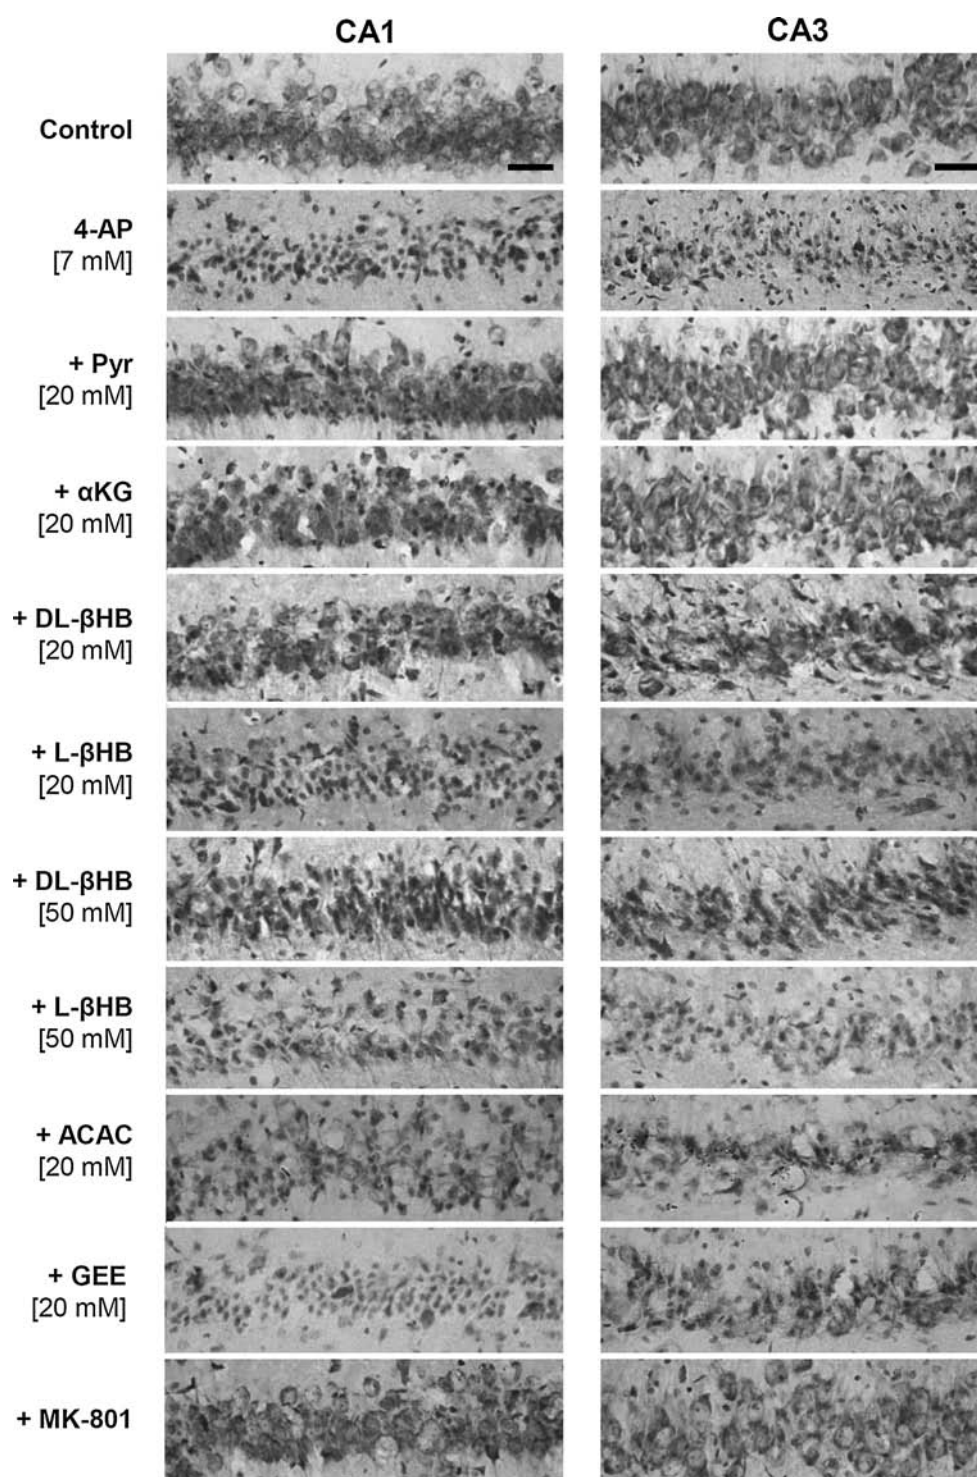 CA1 CA3
Control
4-AP
[7 mM]
+ Pyr
[20 mM]
+ αKG
[20 mM]
+ DL-βHB
[20 mM]
+ L-βHB
[20 mM]
+ DL-βHB
[50 mM]
+ L-βHB
[50 mM]
+ ACAC
[20 mM]
+ GEE
[20 mM]
+ MK-801